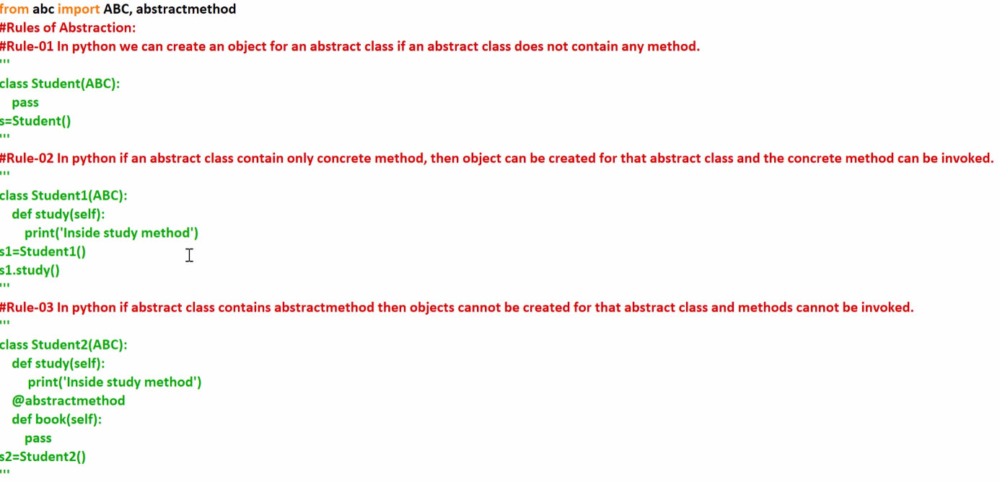 from abc import ABC, abstractmethod
#Rules of Abstraction:
#Rule-01 In python we can create an object for an abstract class if an abstract class does not contain any method.
'''
class Student(ABC):
    pass
s=Student()
'''
#Rule-02 In python if an abstract class contain only concrete method, then object can be created for that abstract class and the concrete method can be invoked.
'''
class Student1(ABC):
    def study(self):
        print('Inside study method')
s1=Student1()
s1.study()
'''
#Rule-03 In python if abstract class contains abstractmethod then objects cannot be created for that abstract class and methods cannot be invoked.
'''
class Student2(ABC):
    def study(self):
        print('Inside study method')
    @abstractmethod
    def book(self):
        pass
s2=Student2()
'''